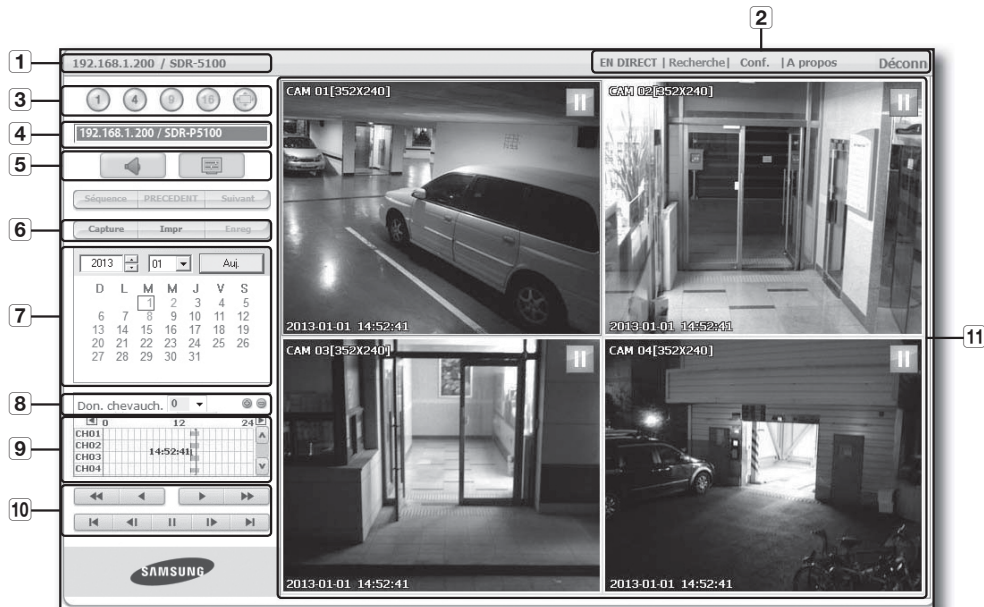 2
1
192.168.1.200 / SDR-5100
EN DIRECT | Recherche| Conf. |A propos Déconn
3
1 4 9 16
4
192.168.1.200 / SDR-P5100
5
Séquence PRECEDENT Suivant
6
Capture Impr Enreg
7
2013 01 Auj.
D L M M J V S
1 2 3 4 5
6 7 8 9 10 11 12
13 14 15 16 17 18 19
20 21 22 23 24 25 26
27 28 29 30 31
8
Don. chevauch. 0
9
0 12 24
CH01
CH02
14:52:41
CH03
CH04
10
SAMSUNG
CAM 01[352X240]
2013-01-01 14:52:41
CAM 02[352X240]
2013-01-01 14:52:41
CAM 03[352X240]
2013-01-01 14:52:41
CAM 04[352X240]
2013-01-01 14:52:41
11